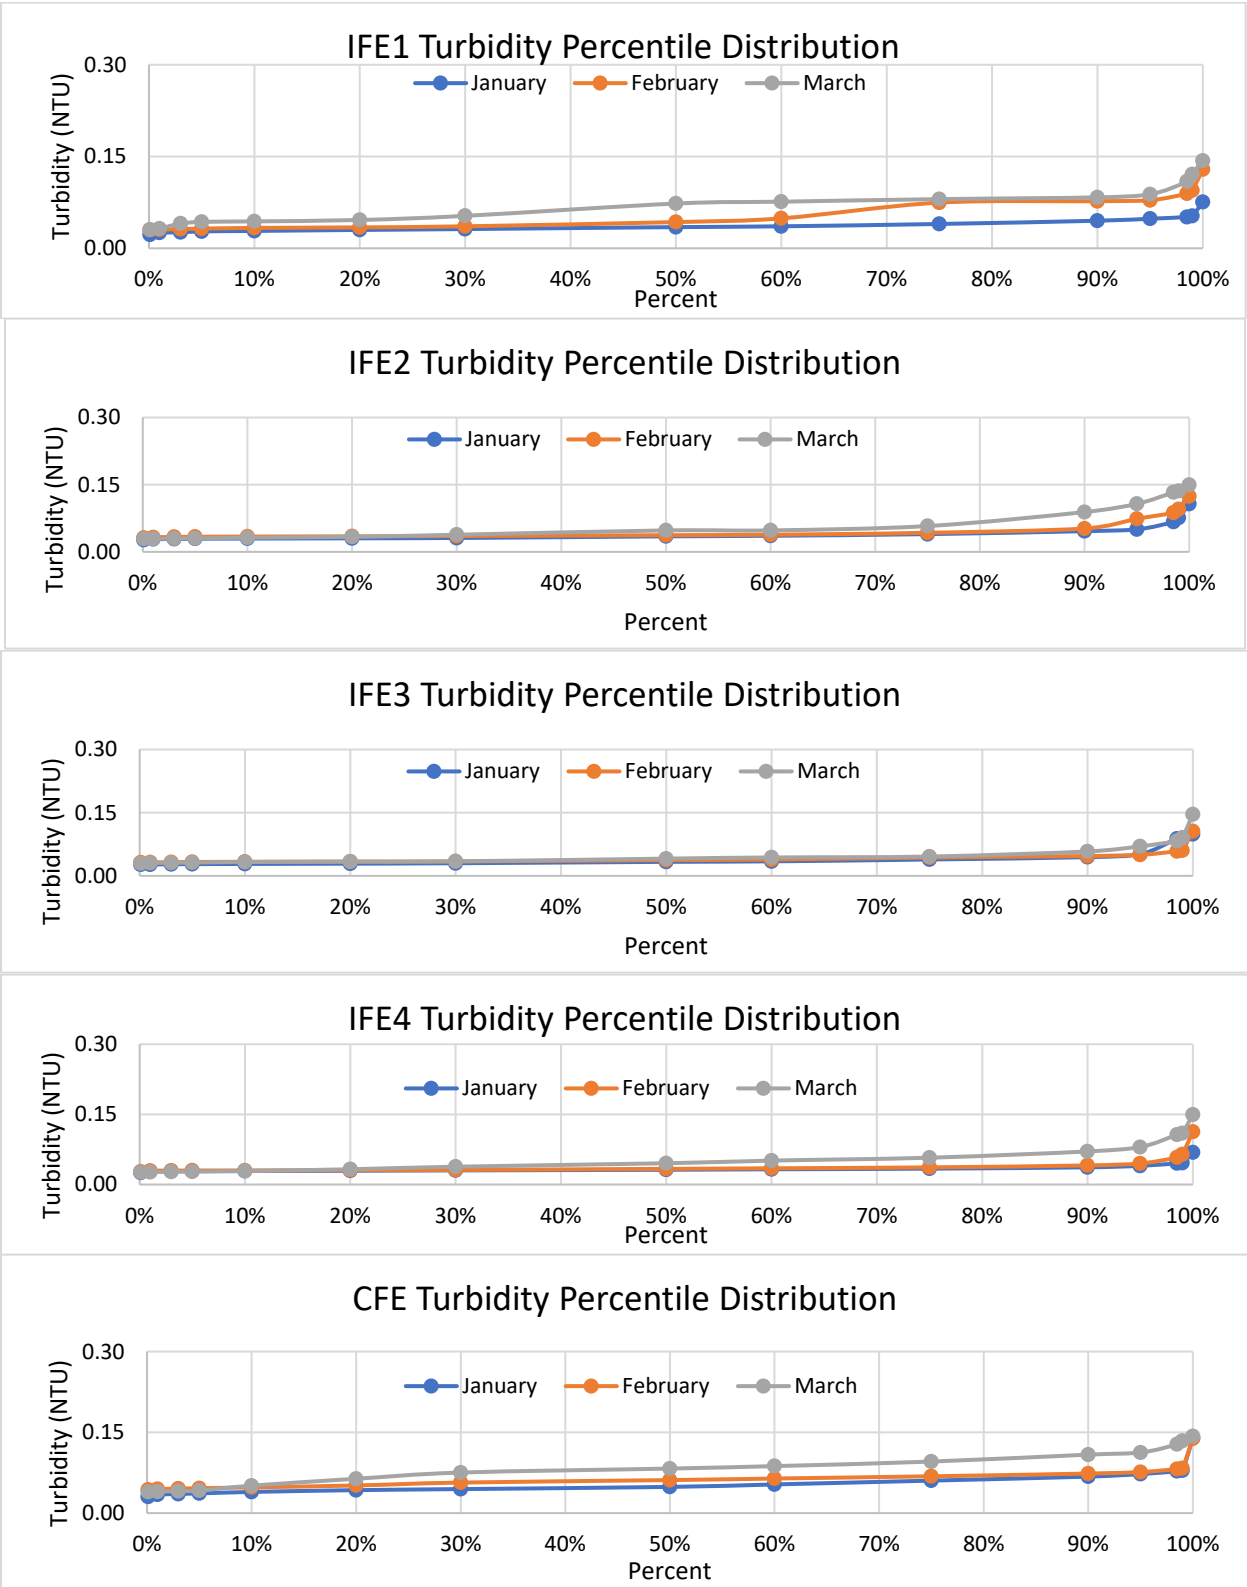 IFE1 Turbidity Percentile Distribution
January February March
Turbidity (NTU)
0.30
0.15
0.00
0% 10% 20% 30% 40% 50% 60% 70% 80% 90% 100%
Percent
IFE2 Turbidity Percentile Distribution
January February March
Turbidity (NTU)
0.30
0.15
0.00
0% 10% 20% 30% 40% 50% 60% 70% 80% 90% 100%
Percent
IFE3 Turbidity Percentile Distribution
January February March
Turbidity (NTU)
0.30
0.15
0.00
0% 10% 20% 30% 40% 50% 60% 70% 80% 90% 100%
Percent
IFE4 Turbidity Percentile Distribution
January February March
Turbidity (NTU)
0.30
0.15
0.00
0% 10% 20% 30% 40% 50% 60% 70% 80% 90% 100%
Percent
CFE Turbidity Percentile Distribution
January February March
Turbidity (NTU)
0.30
0.15
0.00
0% 10% 20% 30% 40% 50% 60% 70% 80% 90% 100%
Percent